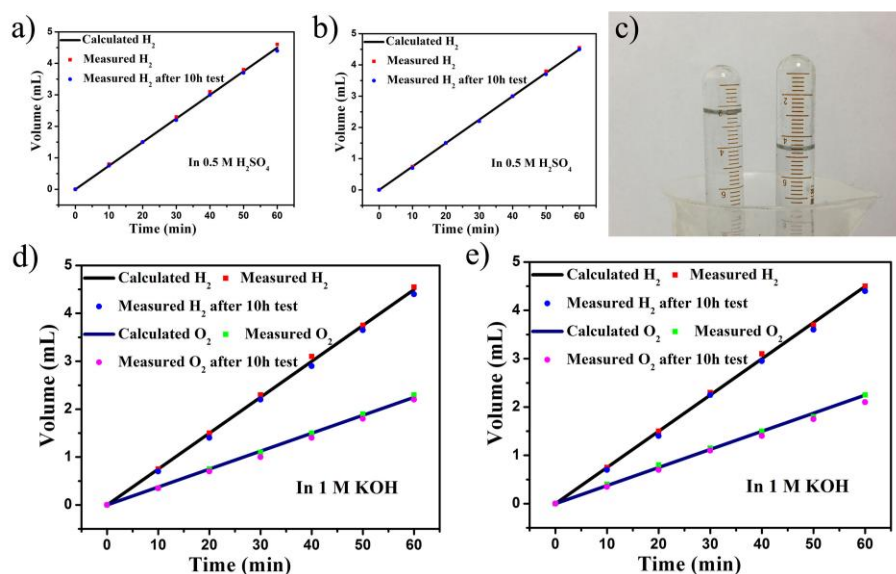 a)
Calculated H₂
Measured H₂
Measured H₂ after 10h test
In 0.5 M H₂SO₄
Volume (mL)
5
4
3
2
1
0
0 10 20 30 40 50 60
Time (min)
b)
Calculated H₂
Measured H₂
Measured H₂ after 10h test
In 0.5 M H₂SO₄
Volume (mL)
5
4
3
2
1
0
0 10 20 30 40 50 60
Time (min)
c)
2
4
6
2
4
6
d)
Calculated H₂ Measured H₂
Measured H₂ after 10h test
Calculated O₂ Measured O₂
Measured O₂ after 10h test
In 1 M KOH
Volume (mL)
5
4
3
2
1
0
0 10 20 30 40 50 60
Time (min)
e)
Calculated H₂ Measured H₂
Measured H₂ after 10h test
Calculated O₂ Measured O₂
Measured O₂ after 10h test
In 1 M KOH
Volume (mL)
5
4
3
2
1
0
0 10 20 30 40 50 60
Time (min)